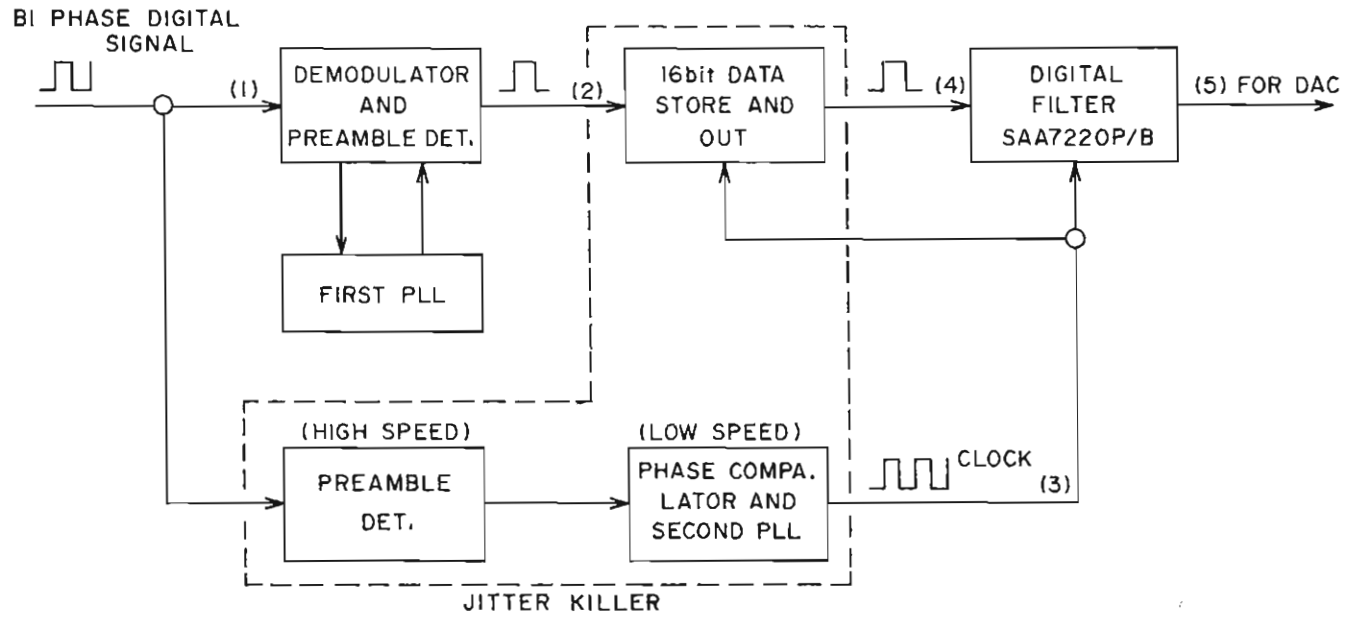 BI PHASE DIGITAL
SIGNAL
(1)
DEMODULATOR
AND
PREAMBLE DET.
(2)
16bit DATA
STORE AND
OUT
(4)
DIGITAL
FILTER
SAA7220P/B
(5) FOR DAC
FIRST PLL
(HIGH SPEED)
PREAMBLE
DET.
(LOW SPEED)
PHASE COMPA.
LATOR AND
SECOND PLL
CLOCK
(3)
JITTER KILLER